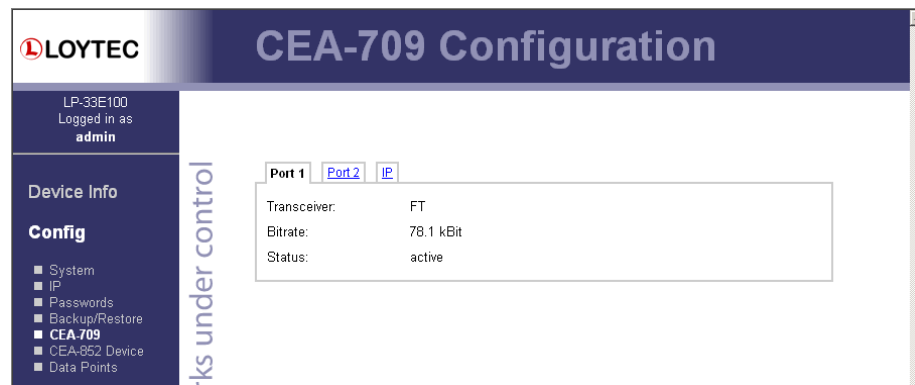 LOYTEC
CEA-709 Configuration
LP-33E100
Logged in as
admin
Device Info
Config
System
IP
Passwords
Backup/Restore
CEA-709
CEA-852 Device
Data Points
under control
Port 1 Port 2 IP
Transceiver: FT
Bitrate: 78.1 kBit
Status: active